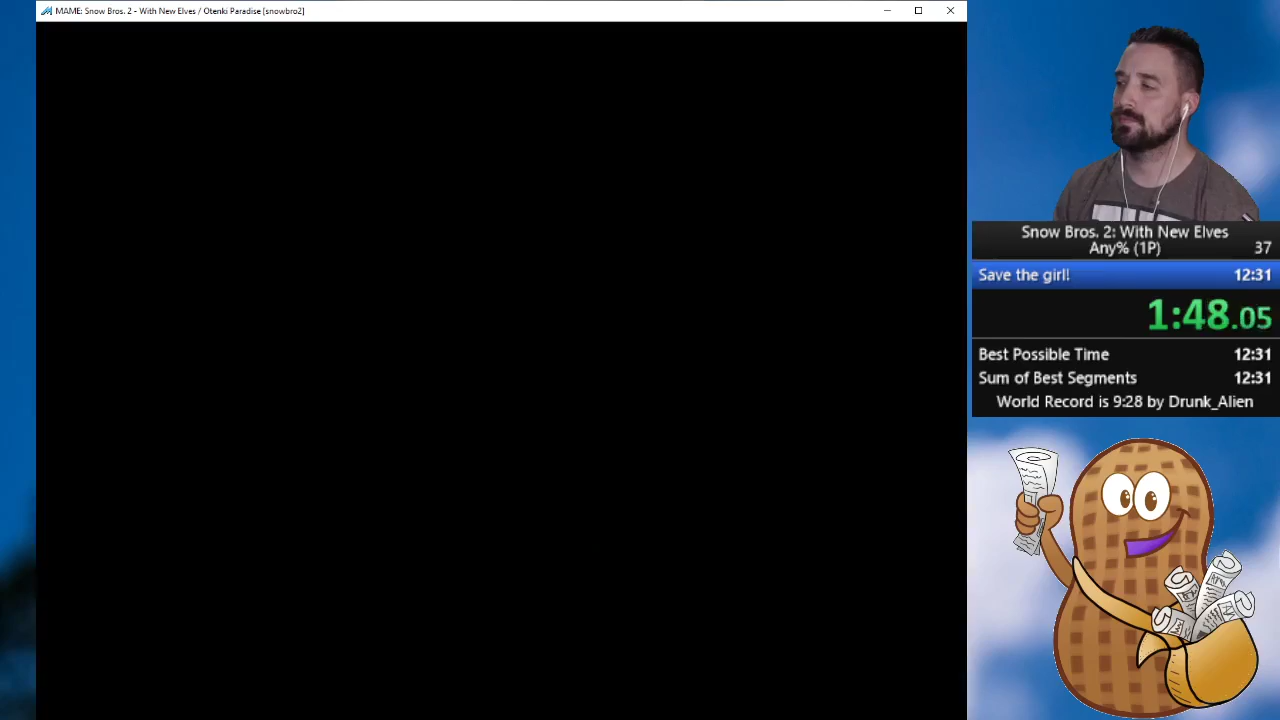 MAME: Snow Bros. 2 - With New Elves / Otenki Paradise [snowbro2]
Snow Bros. 2: With New Elves
Any% (1P) 37
Save the girl! 12:31
1:48.05
Best Possible Time 12:31
Sum of Best Segments 12:31
World Record is 9:28 by Drunk_Alien